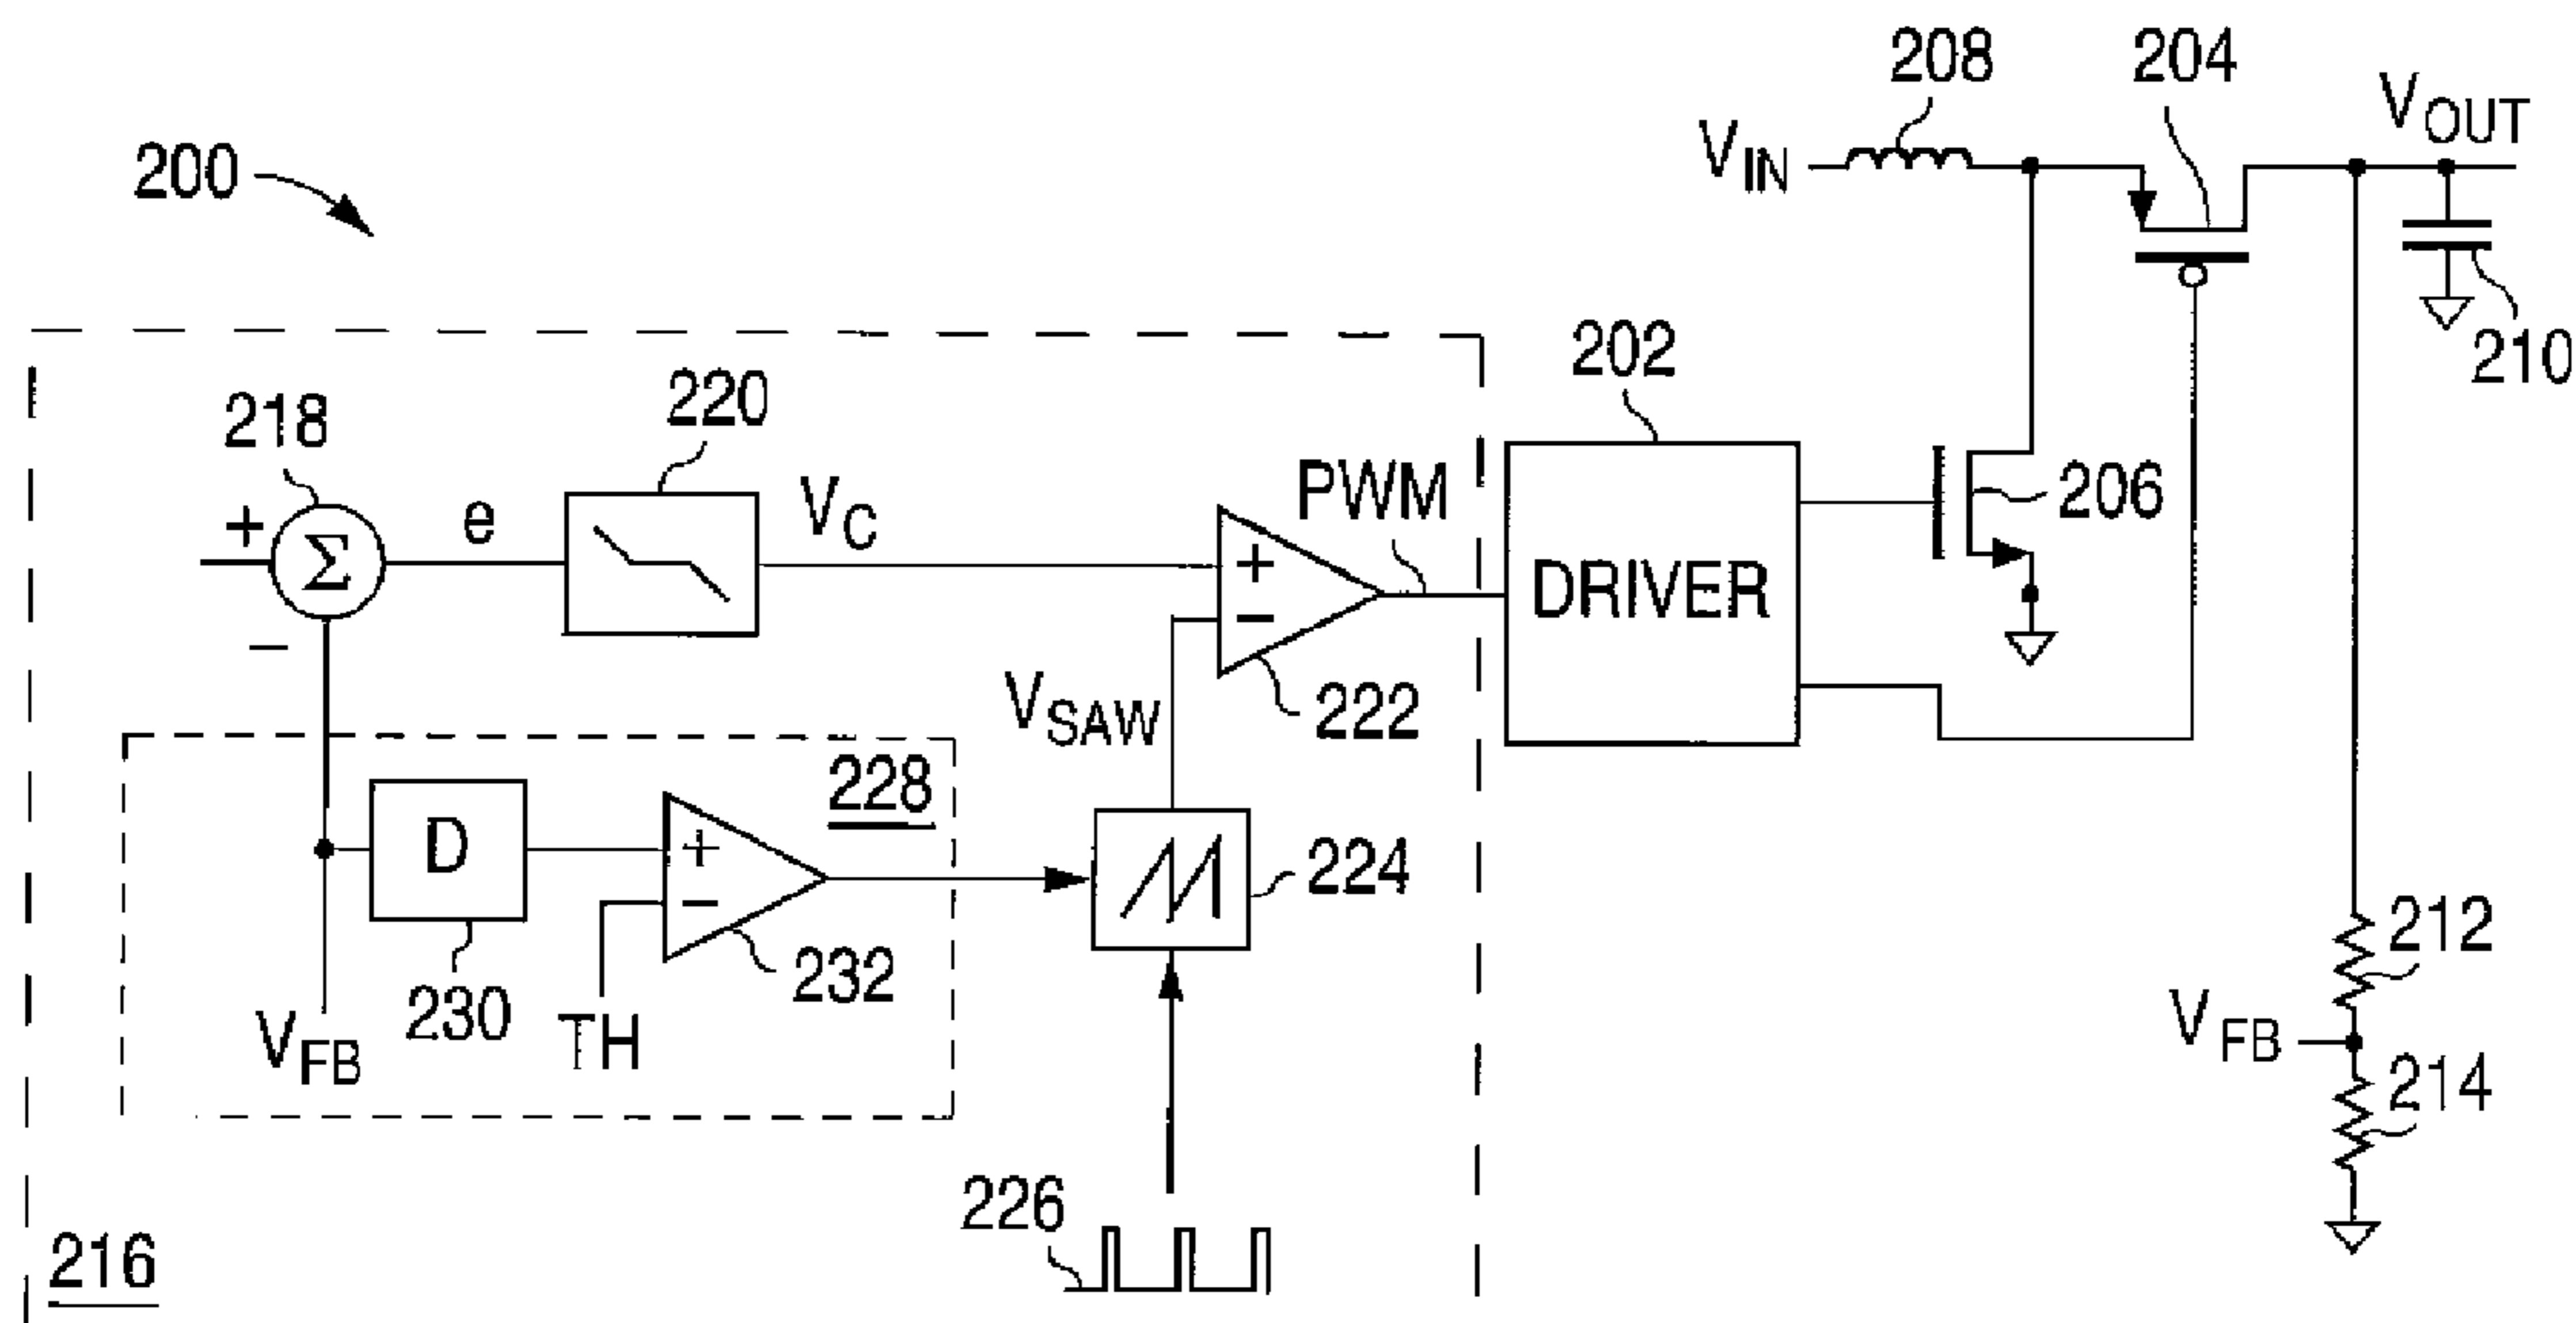 208
204
V_OUT
V_IN
200
210
202
220
218
+
Σ
−
e
V_C
PWM
+
−
222
DRIVER
206
V_SAW
228
D
+
−
232
230
V_FB
TH
224
212
V_FB
214
226
216